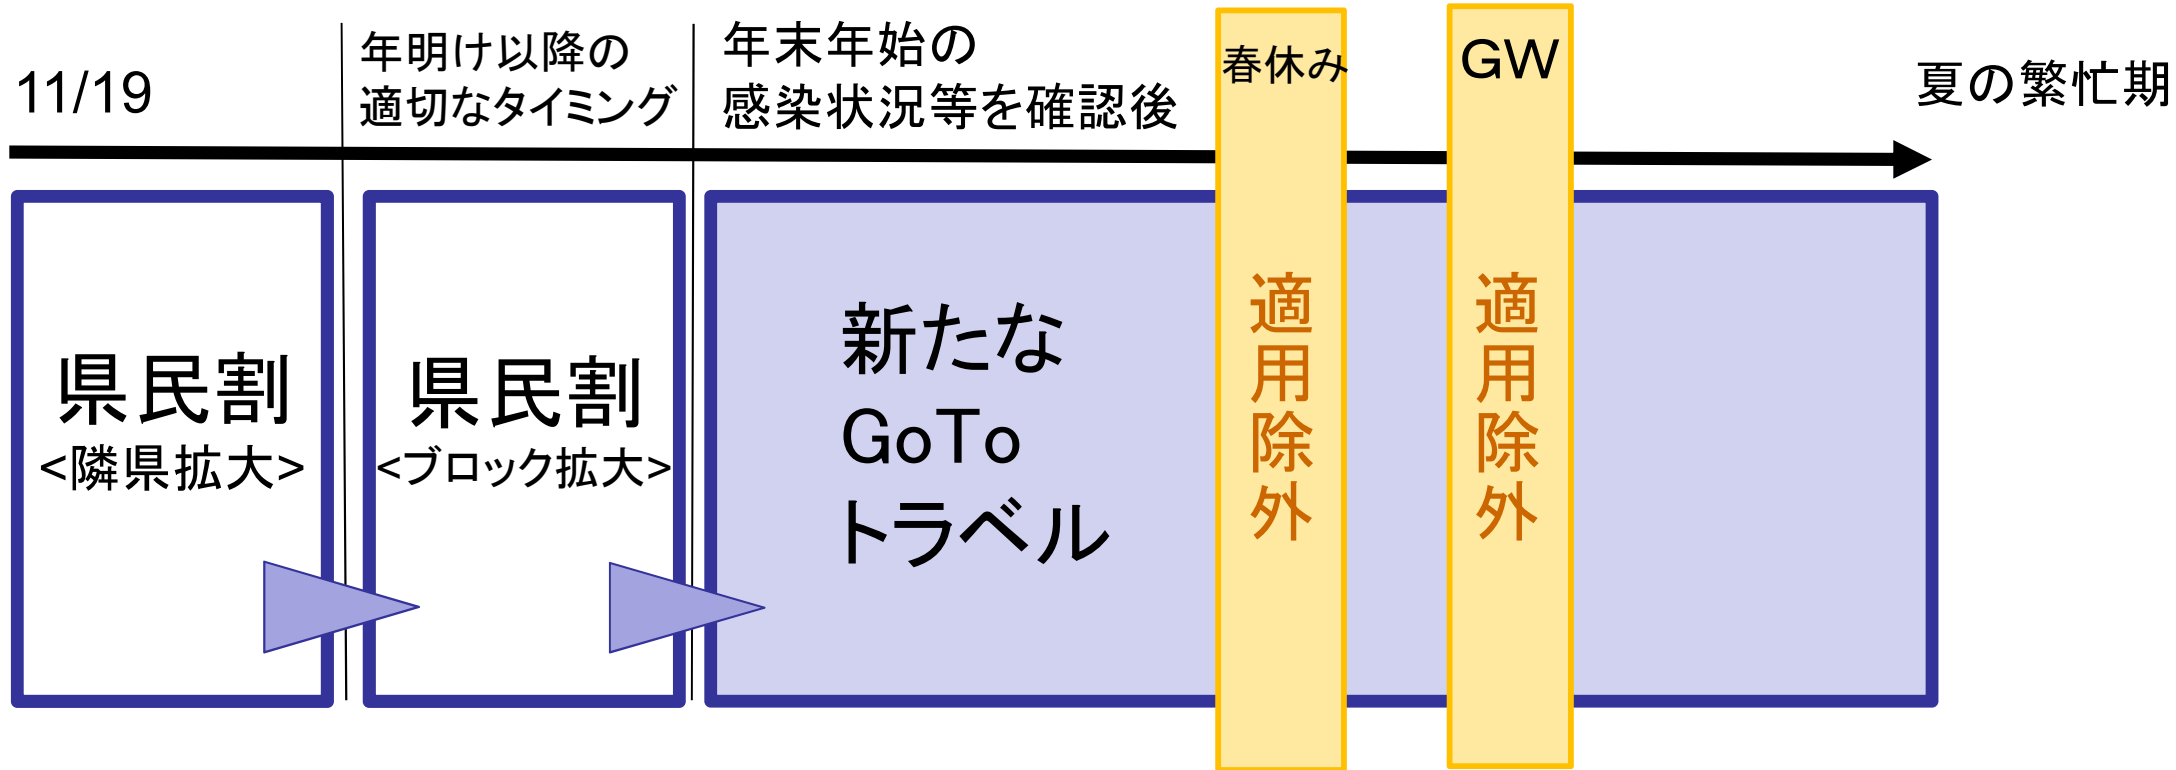 11/19
年明け以降の
適切なタイミング
年末年始の
感染状況等を確認後
春休み
GW
夏の繁忙期
県民割
<隣県拡大>
県民割
<ブロック拡大>
新たな
GoTo
トラベル
適用除外
適用除外